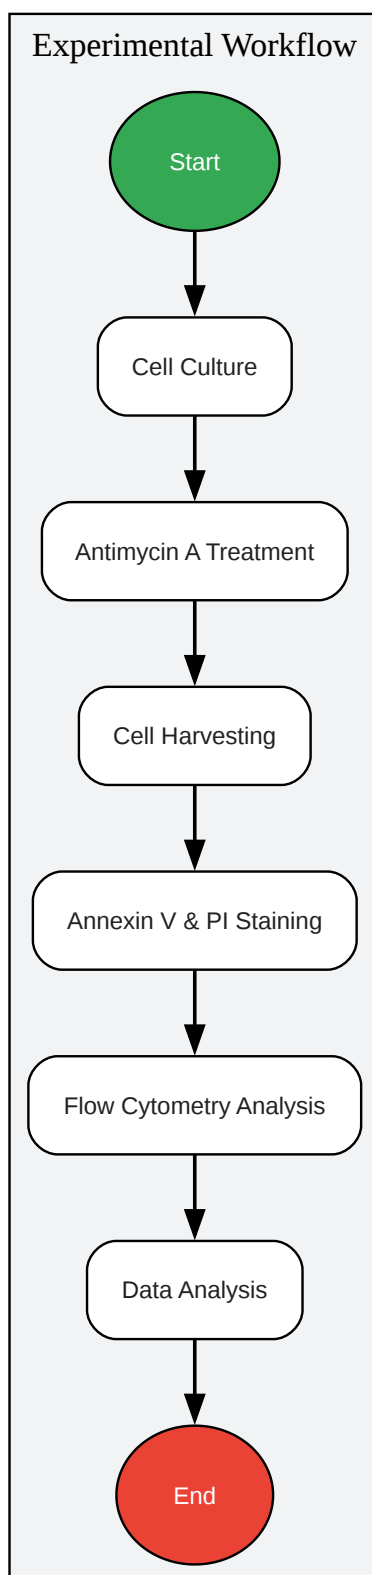 Experimental Workflow
Start
Cell Culture
Antimycin A Treatment
Cell Harvesting
Annexin V & PI Staining
Flow Cytometry Analysis
Data Analysis
End